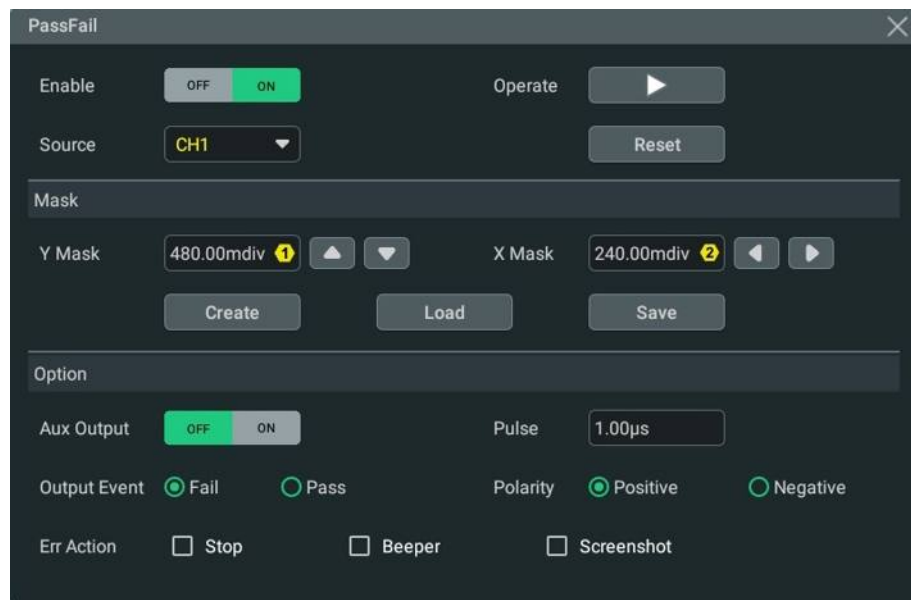 PassFail
Enable OFF ON Operate
Source CH1 Reset
Mask
Y Mask 480.00mdiv 1 X Mask 240.00mdiv 2
Create Load Save
Option
Aux Output OFF ON Pulse 1.00µs
Output Event Fail Pass Polarity Positive Negative
Err Action Stop Beeper Screenshot